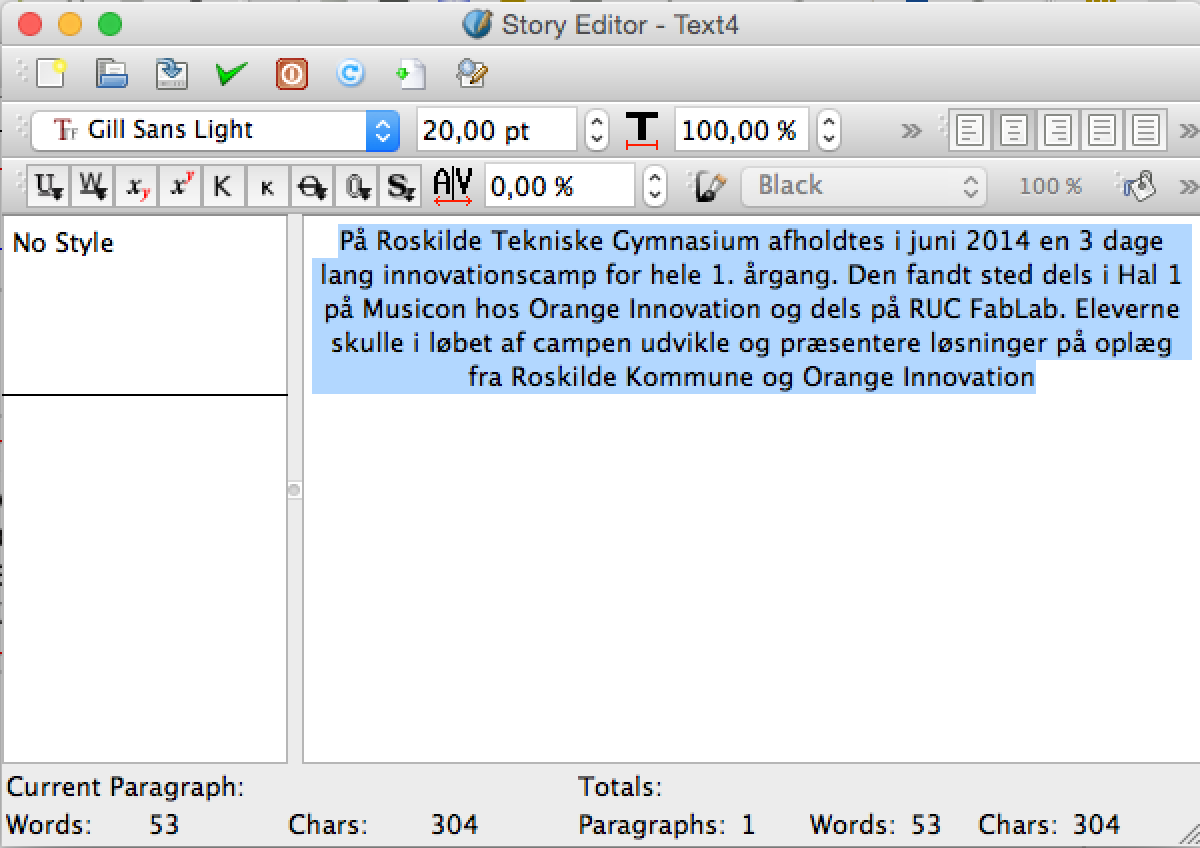 Story Editor - Text4
Gill Sans Light 20,00 pt 100,00 %
0,00 % Black 100 %
No Style
På Roskilde Tekniske Gymnasium afholdtes i juni 2014 en 3 dage
lang innovationscamp for hele 1. årgang. Den fandt sted dels i Hal 1
på Musicon hos Orange Innovation og dels på RUC FabLab. Eleverne
skulle i løbet af campen udvikle og præsentere løsninger på oplæg
fra Roskilde Kommune og Orange Innovation
Current Paragraph: Totals:
Words: 53 Chars: 304 Paragraphs: 1 Words: 53 Chars: 304